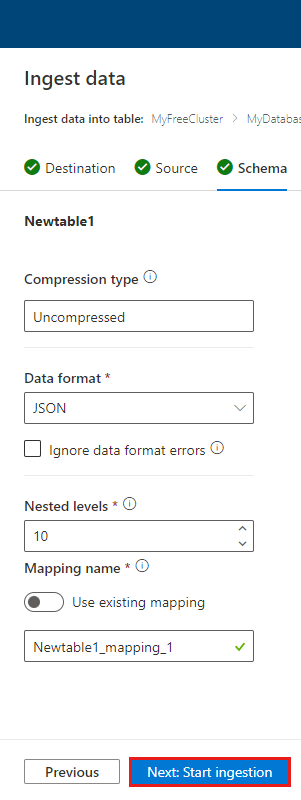 Ingest data
Ingest data into table: MyFreeCluster > MyDatabas
Destination Source Schema
Newtable1
Compression type
Uncompressed
Data format *
JSON
Ignore data format errors
Nested levels *
10
Mapping name *
Use existing mapping
Newtable1_mapping_1
Previous Next: Start ingestion